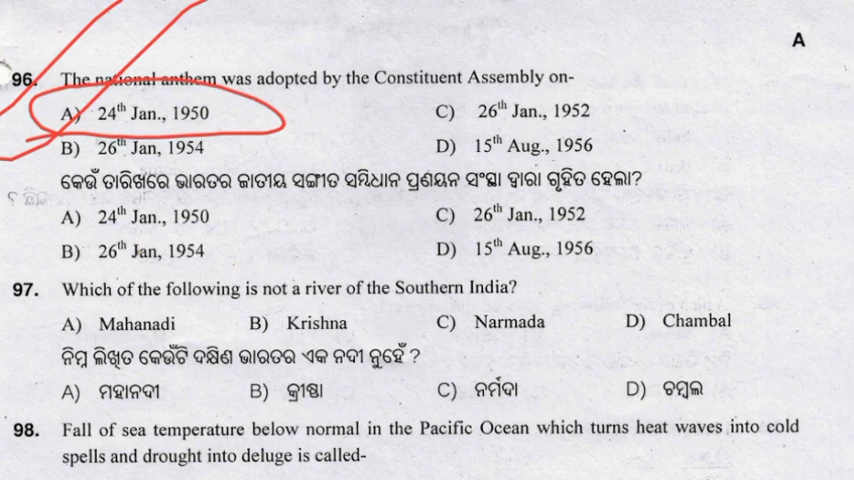 A
96. The national anthem was adopted by the Constituent Assembly on-
A) 24th Jan., 1950 C) 26th Jan., 1952
B) 26th Jan, 1954 D) 15th Aug., 1956
କେଉଁ ତାରିଖରେ ଭାରତର ଜାତୀୟ ସଙ୍ଗୀତ ସମ୍ବିଧାନ ପ୍ରଣୟନ ସଂସ୍ଥା ଦ୍ୱାରା ଗୃହିତ ହେଲା?
A) 24th Jan., 1950 C) 26th Jan., 1952
B) 26th Jan, 1954 D) 15th Aug., 1956
97. Which of the following is not a river of the Southern India?
A) Mahanadi B) Krishna C) Narmada D) Chambal
ନିମ୍ନ ଲିଖିତ କେଉଁଟି ଦକ୍ଷିଣ ଭାରତର ଏକ ନଦୀ ନୁହେଁ ?
A) ମହାନଦୀ B) କ୍ରୀଷ୍ଣା C) ନର୍ମଦା D) ଚମ୍ବଲ
98. Fall of sea temperature below normal in the Pacific Ocean which turns heat waves into cold
spells and drought into deluge is called-